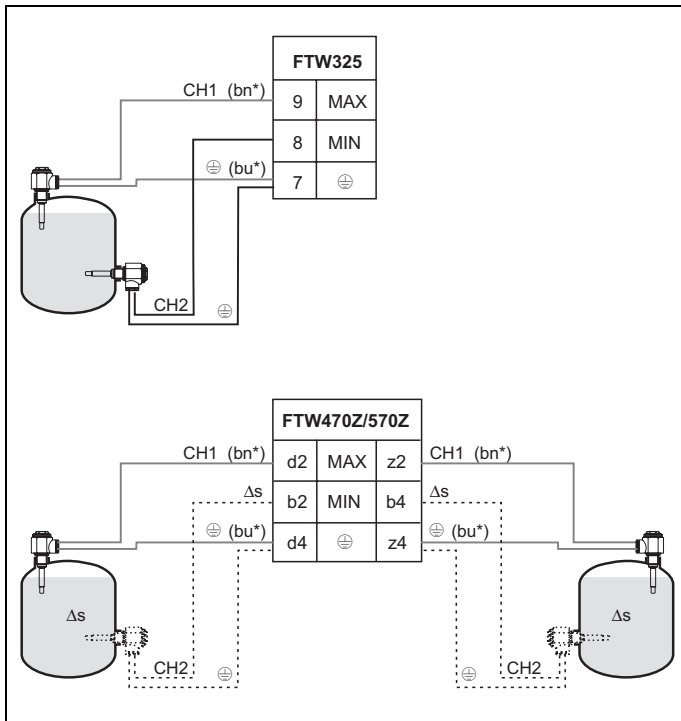 FTW325
CH1 (bn*)
9 MAX
8 MIN
⏚ (bu*)
7 ⏚
CH2
⏚
FTW470Z/570Z
CH1 (bn*) d2 MAX z2 CH1 (bn*)
Δs b2 MIN b4 Δs
⏚ (bu*) d4 ⏚ z4 ⏚ (bu*)
Δs
Δs
CH2
CH2
⏚
⏚